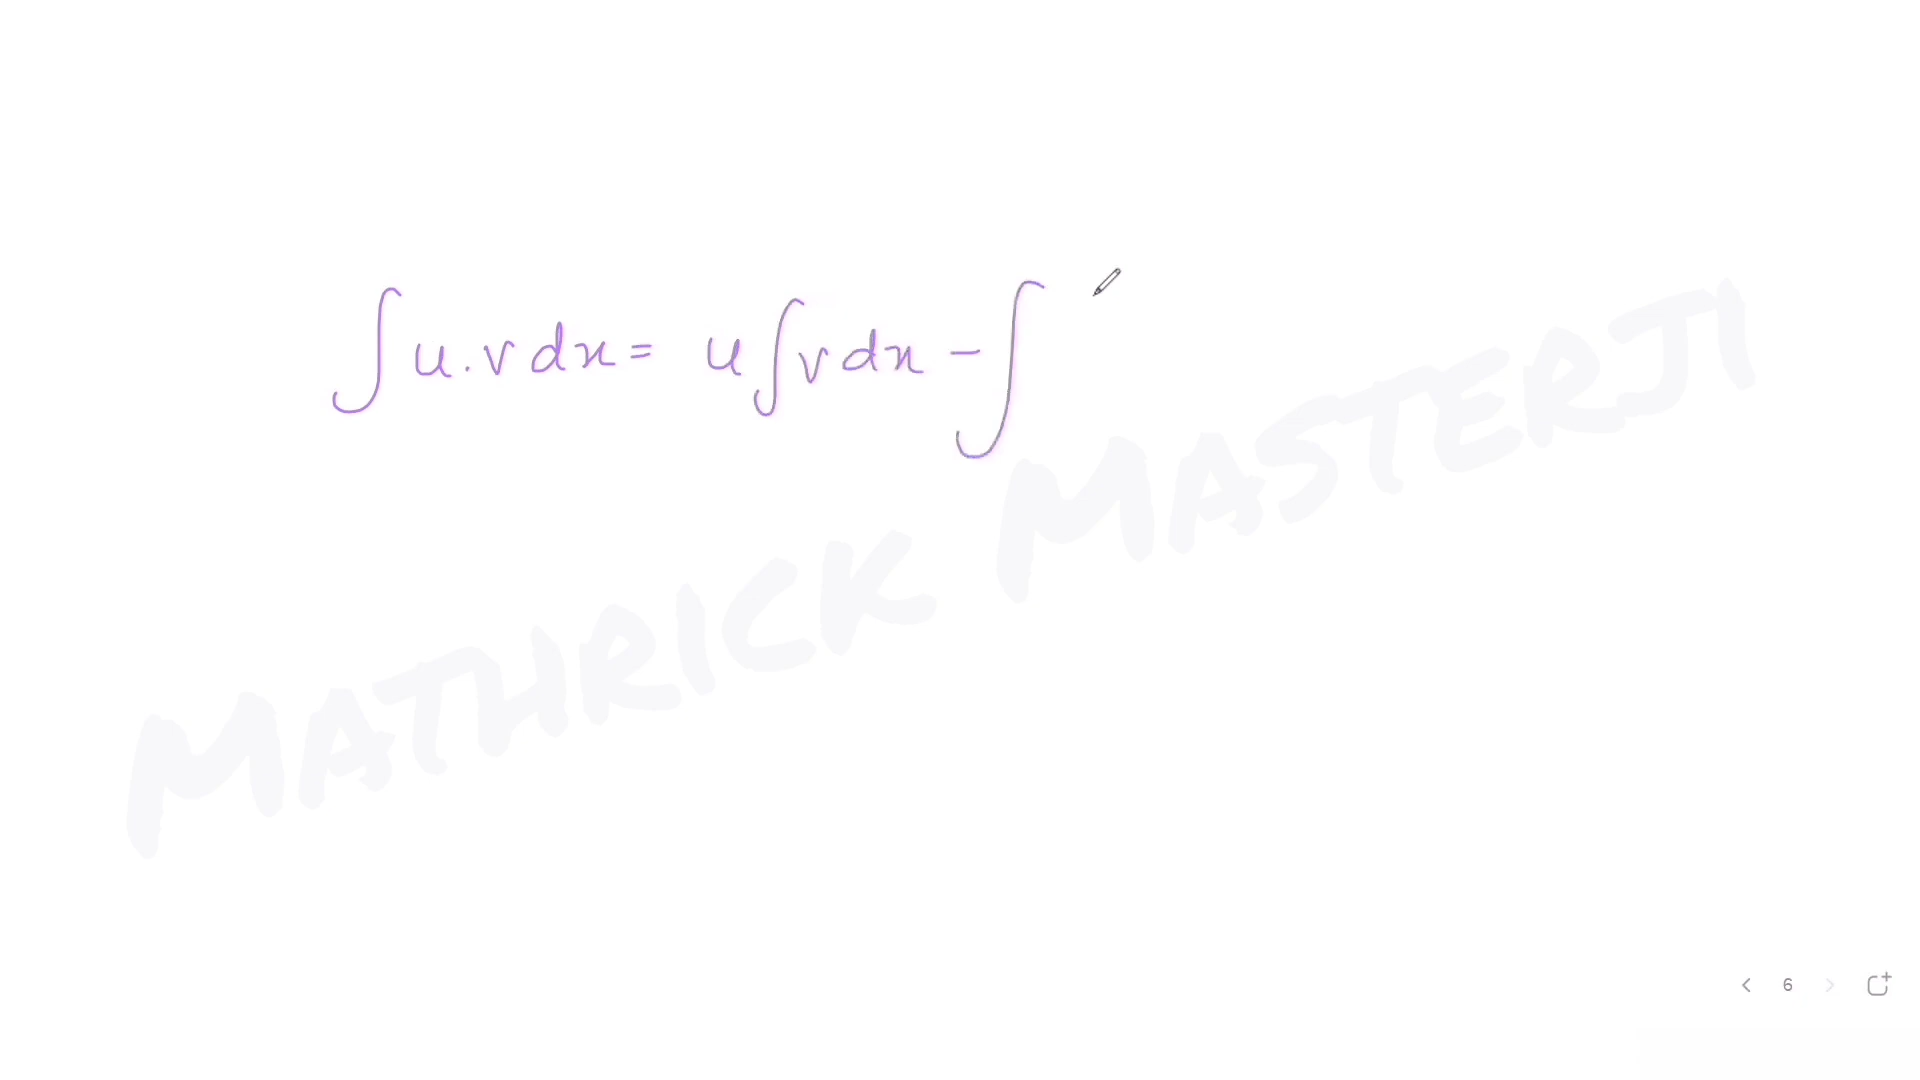 ∫ u.v dx = u ∫ v dx - ∫
MATHRICK MASTERJI
6